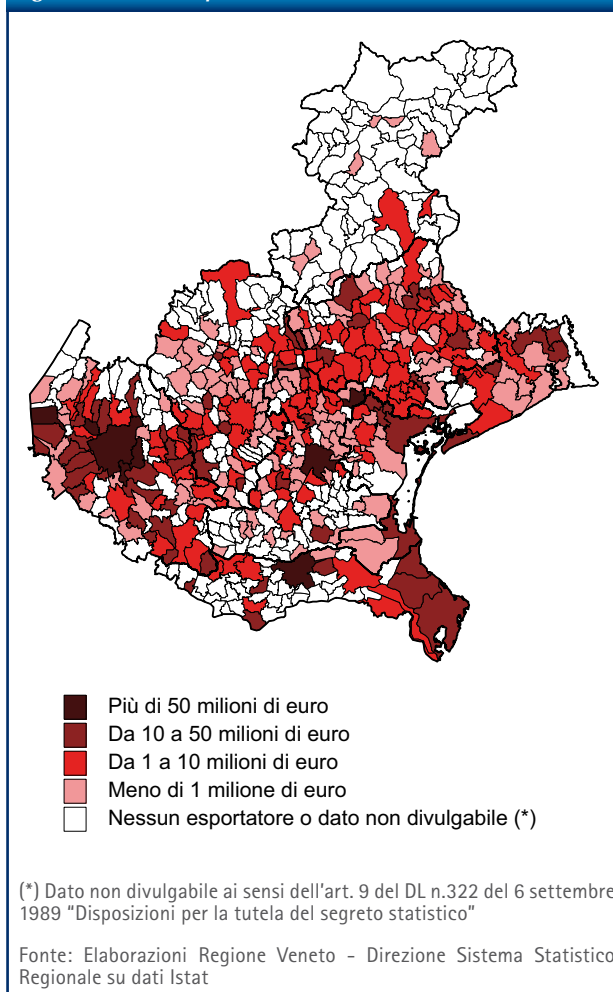 Più di 50 milioni di euro
Da 10 a 50 milioni di euro
Da 1 a 10 milioni di euro
Meno di 1 milione di euro
Nessun esportatore o dato non divulgabile (*)
(*) Dato non divulgabile ai sensi dell'art. 9 del DL n.322 del 6 settembre
1989 “Disposizioni per la tutela del segreto statistico”
Fonte: Elaborazioni Regione Veneto - Direzione Sistema Statistico
Regionale su dati Istat